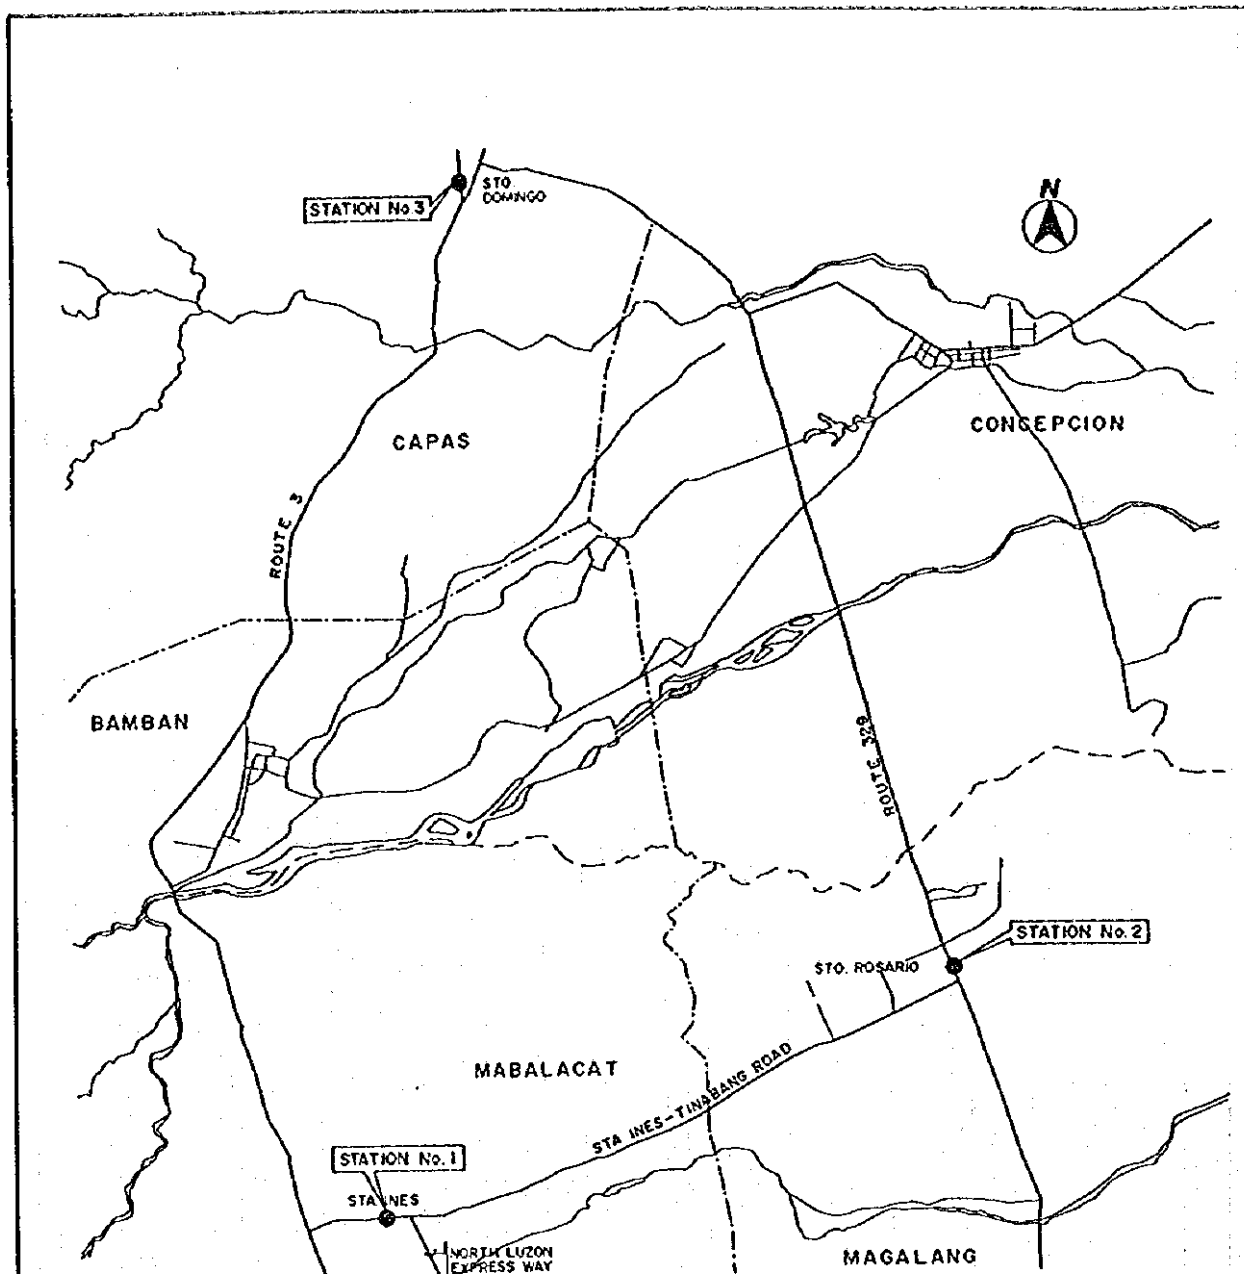 STO.
DOMINGO
STATION No.3
N
CAPAS
CONCEPCION
ROUTE 3
BAMBAN
ROUTE 329
STATION No.2
STO. ROSARIO
MABALACAT
STA INES-TINABANG ROAD
STATION No.1
STA INES
NORTH LUZON
EXPRESS WAY
MAGALANG